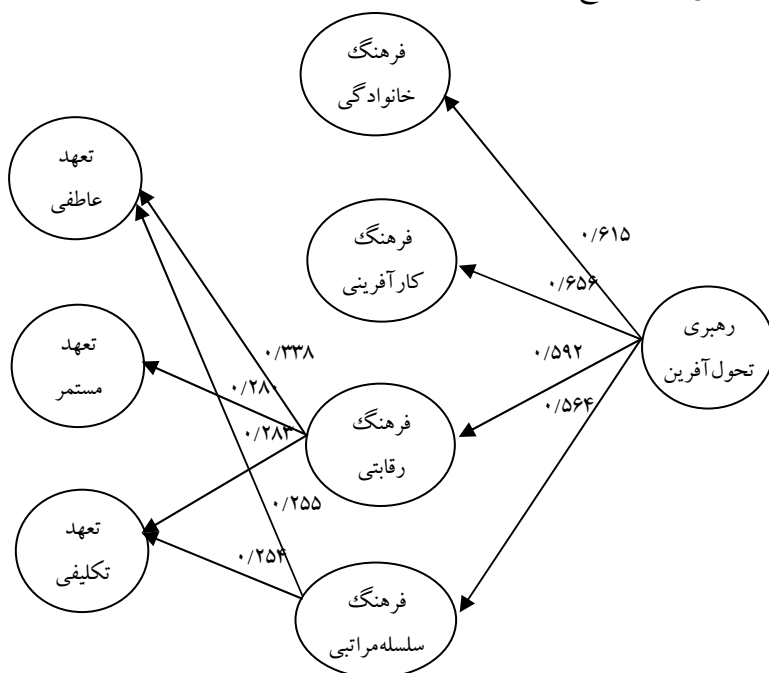 فرهنگ
خانوادگی
تعهد
عاطفی
فرهنگ
کارآفرینی
۰/۶۱۵
۰/۶۵۶
رهبری
تحول‌آفرین
تعهد
مستمر
۰/۳۳۸
۰/۵۹۲
۰/۲۸۰
۰/۵۶۴
فرهنگ
رقابتی
۰/۲۸۳
۰/۲۵۵
تعهد
تکلیفی
۰/۲۵۴
فرهنگ
سلسله‌مراتبی